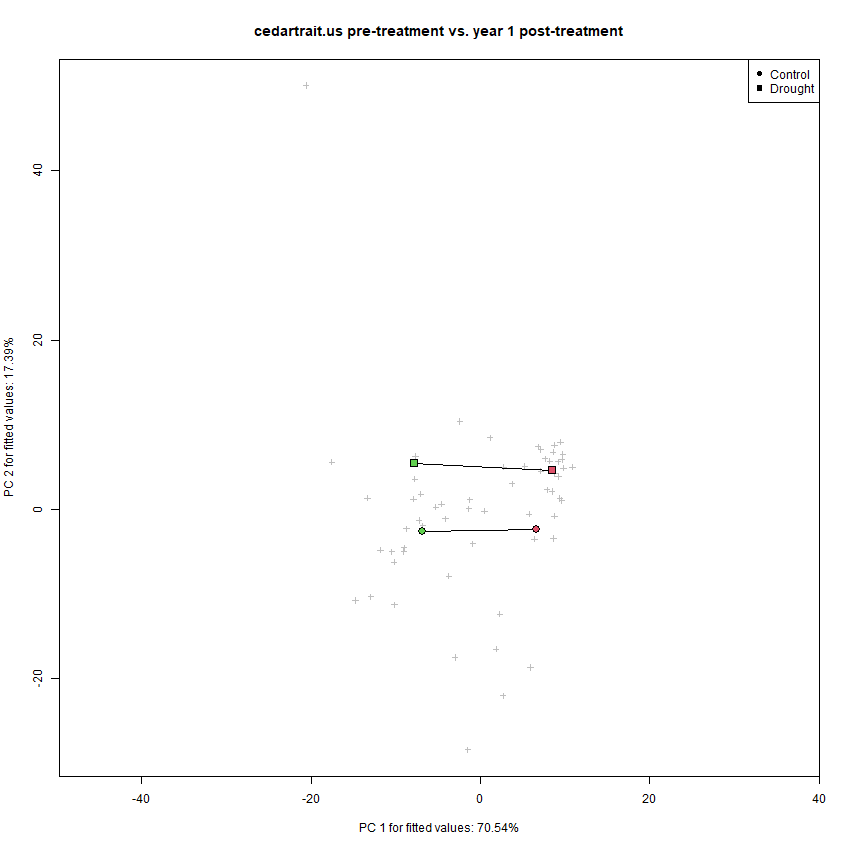 cedartrait.us pre-treatment vs. year 1 post-treatment
Control
Drought
40
20
0
-20
PC 2 for fitted values: 17.39%
-40
-20
0
20
40
PC 1 for fitted values: 70.54%